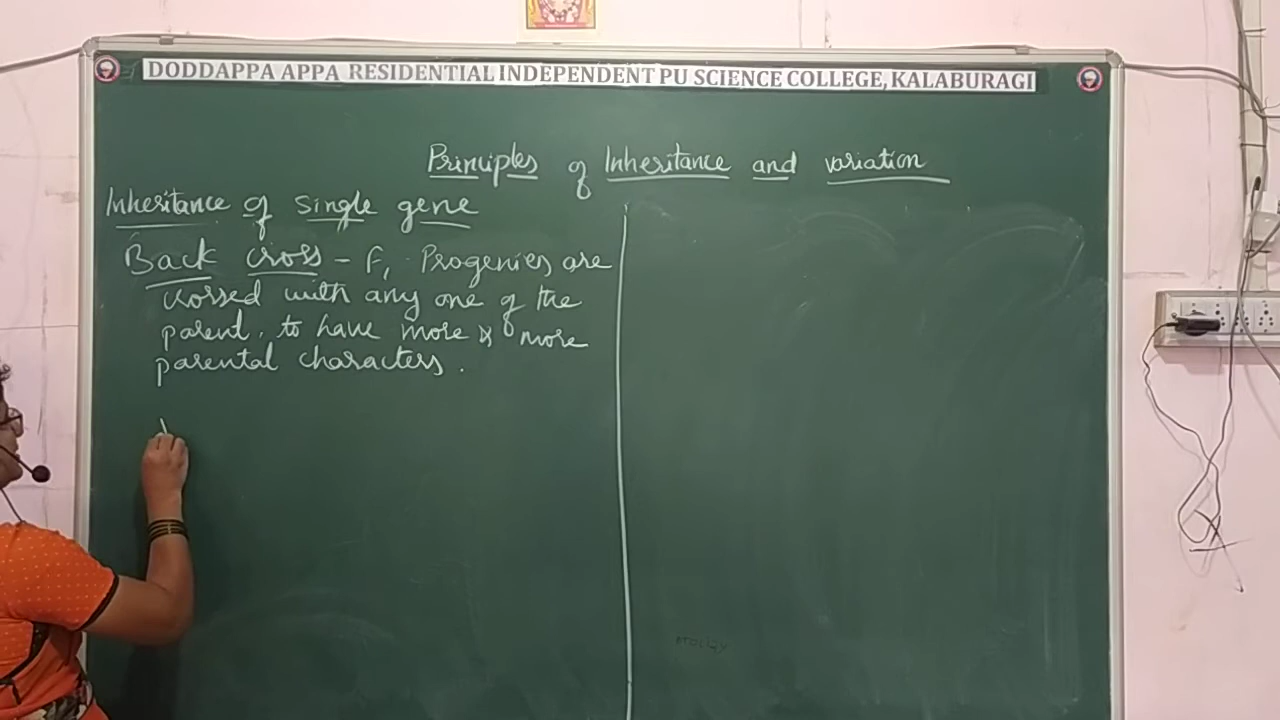 DODDAPPA APPA RESIDENTIAL INDEPENDENT PU SCIENCE COLLEGE, KALABURAGI
Principles of Inheritance and variation
Inheritance of Single gene
Back cross - F1 Progenies are
crossed with any one of the
parent, to have more & more
parental characters.